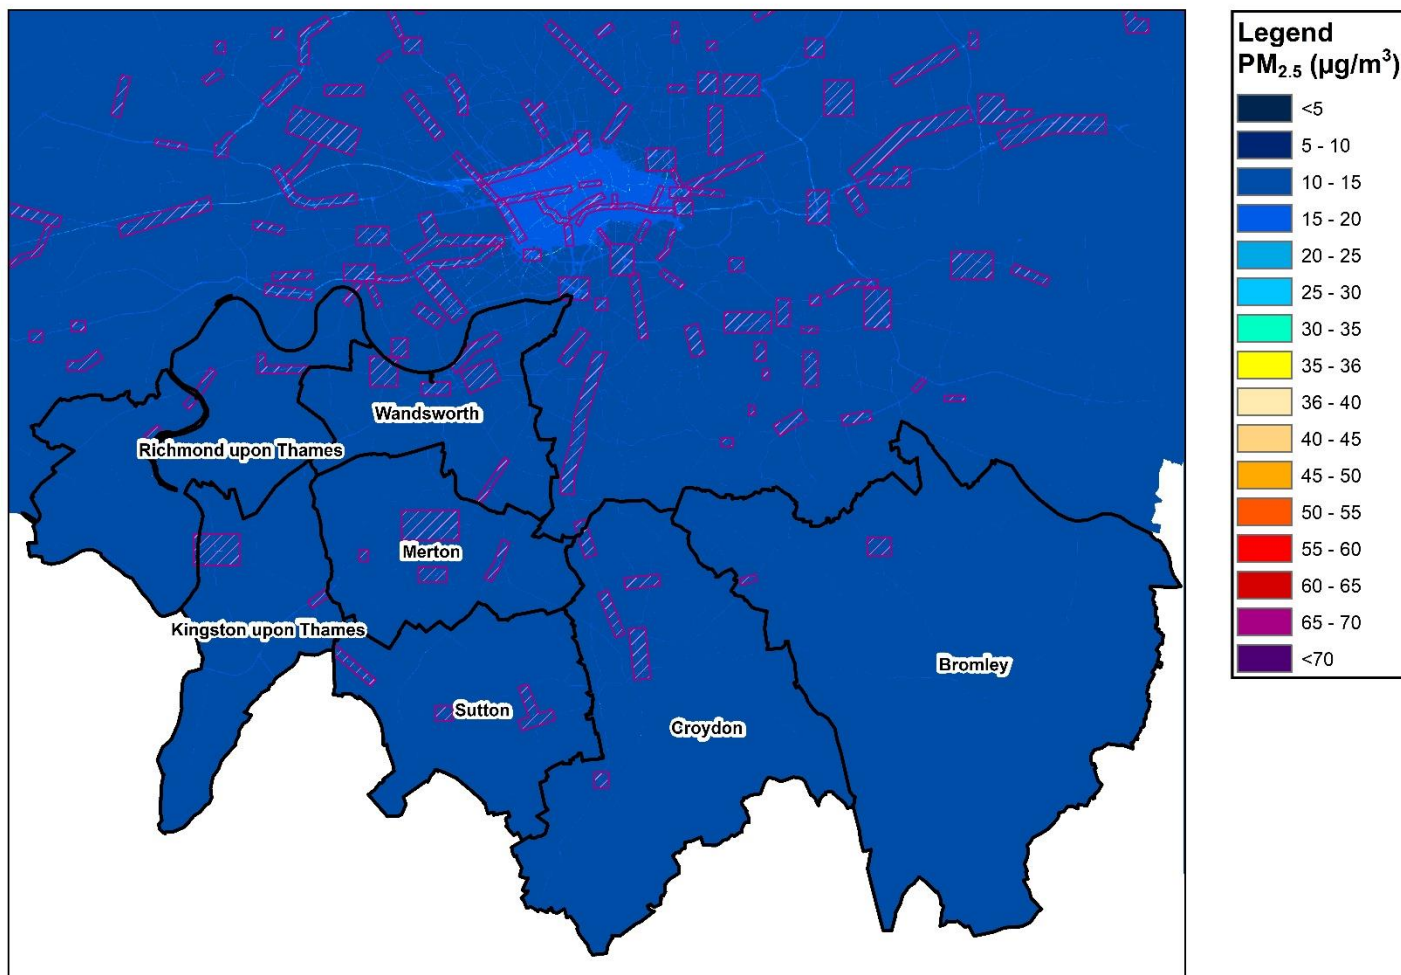 Legend
PM2.5 (µg/m³)
<5
5 - 10
10 - 15
15 - 20
20 - 25
25 - 30
30 - 35
35 - 36
36 - 40
40 - 45
45 - 50
50 - 55
55 - 60
60 - 65
65 - 70
<70
Wandsworth
Richmond upon Thames
Merton
Kingston upon Thames
Bromley
Sutton
Croydon